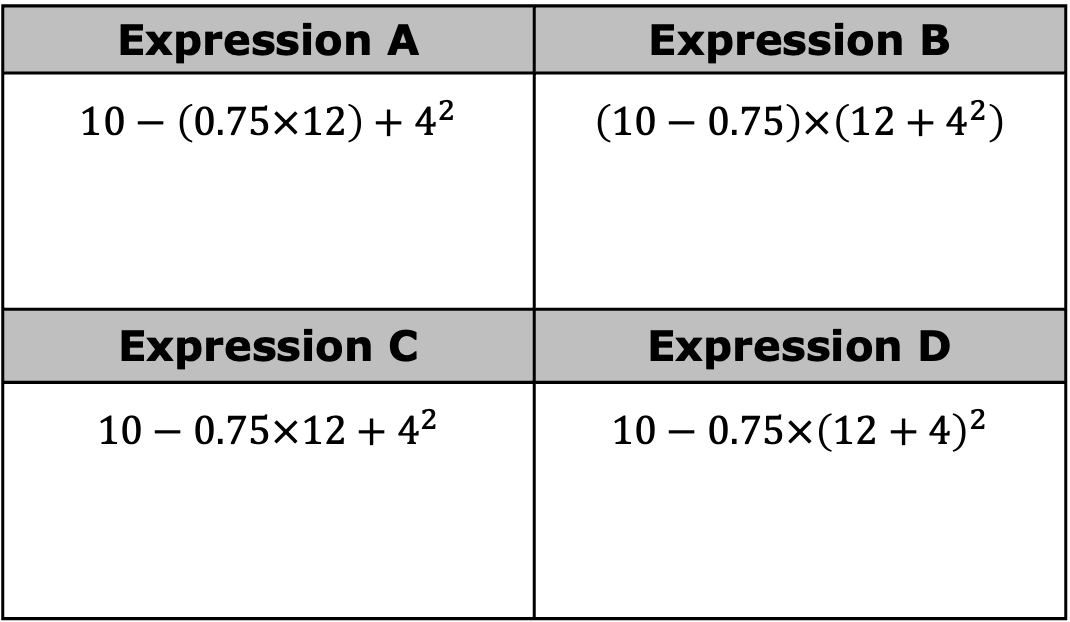 Expression A
Expression B
10 − (0.75×12) + 4²
(10 − 0.75)×(12 + 4²)
Expression C
Expression D
10 − 0.75×12 + 4²
10 − 0.75×(12 + 4)²